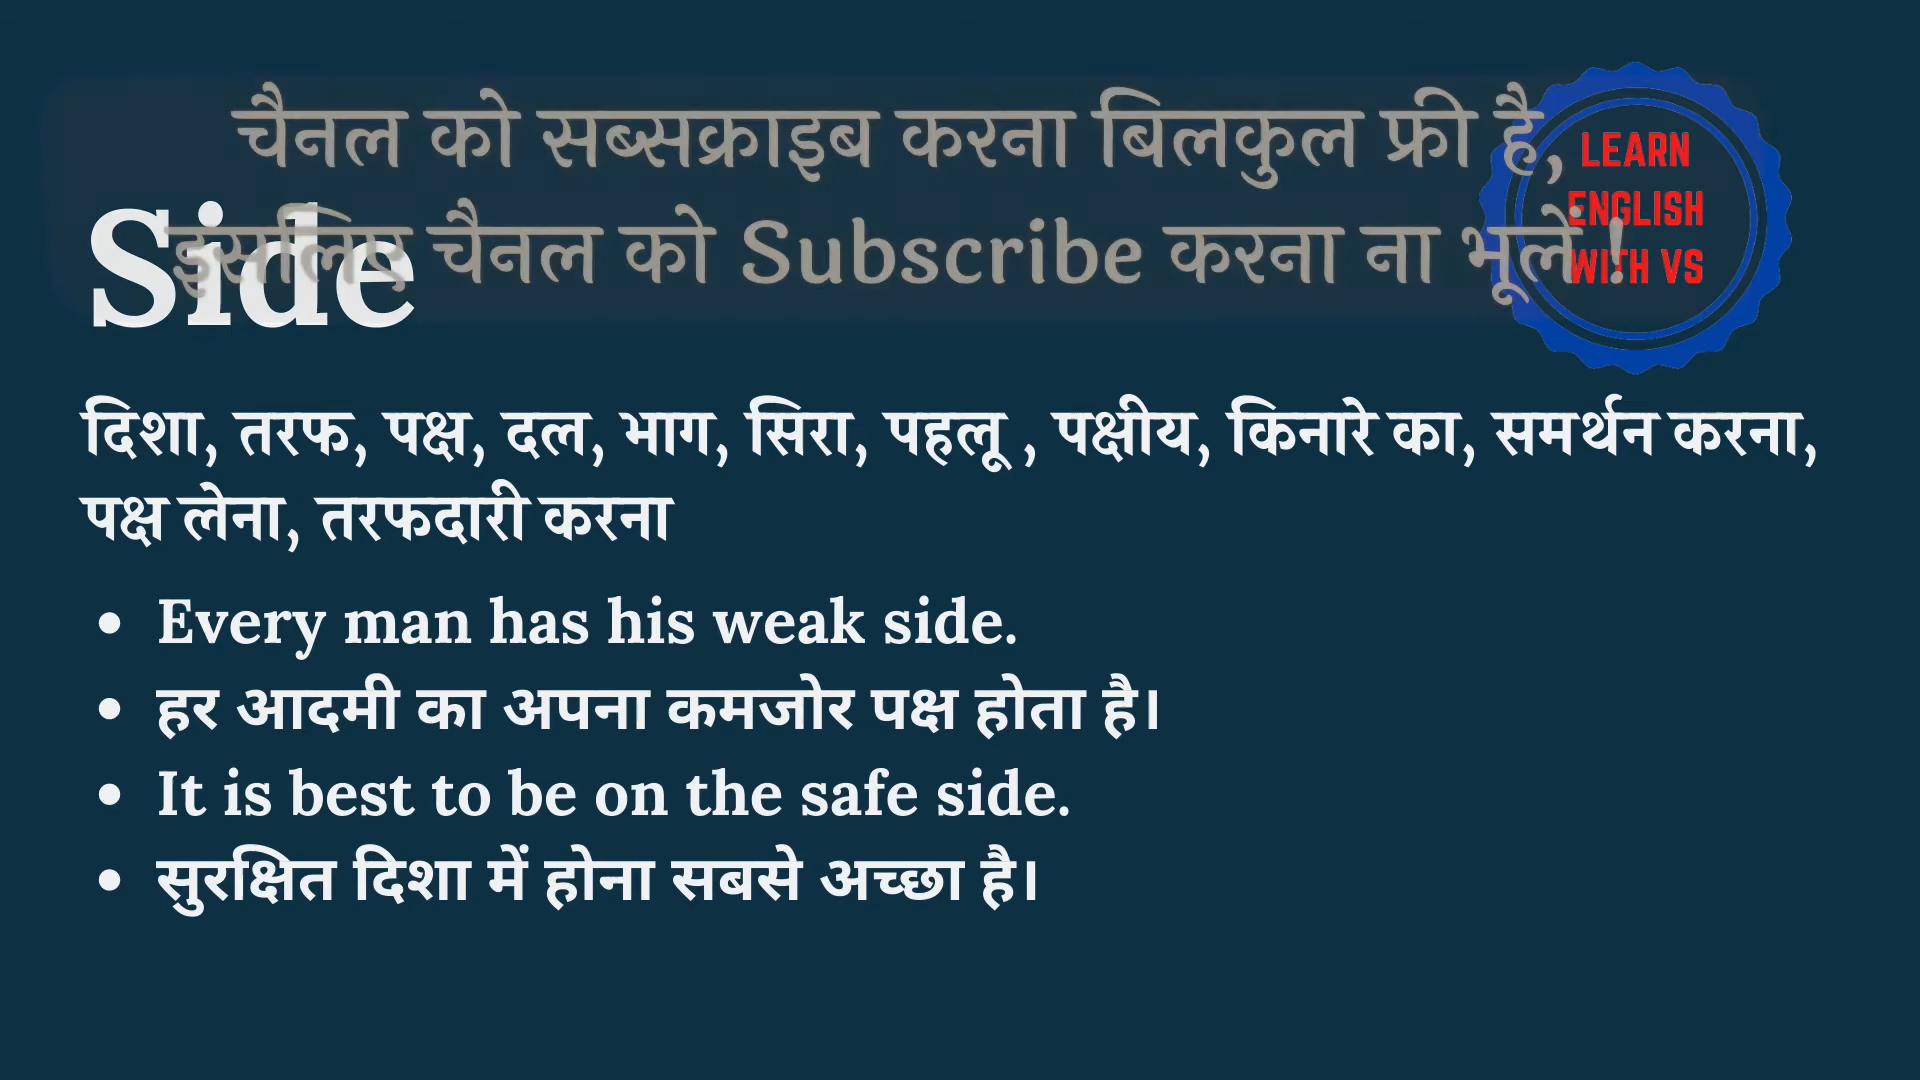 चैनल को सब्सक्राइब करना बिलकुल फ्री है,
इसलिए चैनल को Subscribe करना ना भूलें !
LEARN
ENGLISH
WITH VS
Side
दिशा, तरफ, पक्ष, दल, भाग, सिरा, पहलू , पक्षीय, किनारे का, समर्थन करना,
पक्ष लेना, तरफदारी करना
Every man has his weak side.
हर आदमी का अपना कमजोर पक्ष होता है।
It is best to be on the safe side.
सुरक्षित दिशा में होना सबसे अच्छा है।